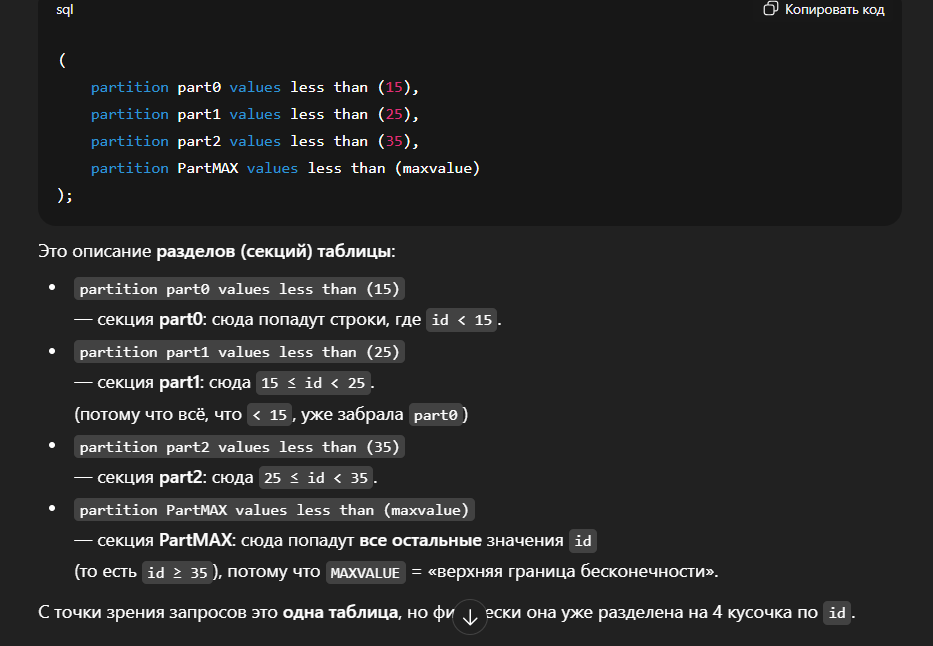 sql
Копировать код
(
partition part0 values less than (15),
partition part1 values less than (25),
partition part2 values less than (35),
partition PartMAX values less than (maxvalue)
);
Это описание разделов (секций) таблицы:
• partition part0 values less than (15)
— секция part0: сюда попадут строки, где id < 15.
• partition part1 values less than (25)
— секция part1: сюда 15 ≤ id < 25.
(потому что всё, что < 15, уже забрала part0)
• partition part2 values less than (35)
— секция part2: сюда 25 ≤ id < 35.
• partition PartMAX values less than (maxvalue)
— секция PartMAX: сюда попадут все остальные значения id
(то есть id ≥ 35), потому что MAXVALUE = «верхняя граница бесконечности».
С точки зрения запросов это одна таблица, но она уже разделена на 4 кусочка по id.